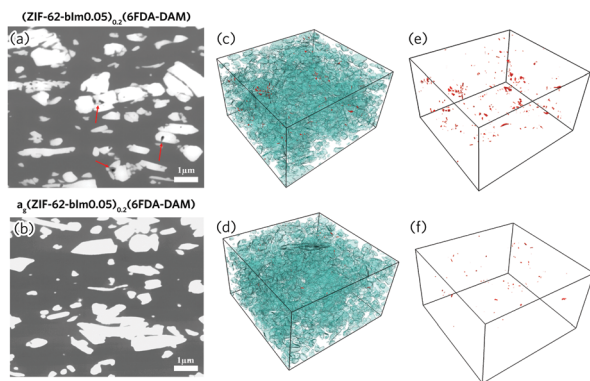 (ZIF-62-bIm0.05)0.2(6FDA-DAM)
(a)
1μm
(c)
(e)
ag(ZIF-62-bIm0.05)0.2(6FDA-DAM)
(b)
1μm
(d)
(f)